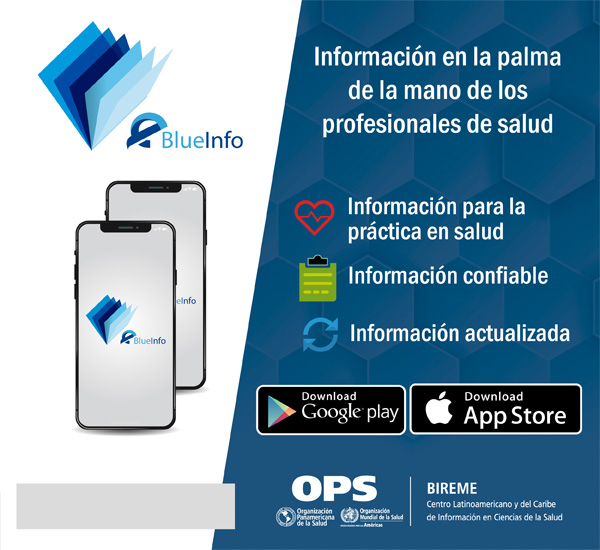 eBlueInfo
Información en la palma
de la mano de los
profesionales de salud
Información para la
práctica en salud
Información confiable
Información actualizada
eBlueInfo
BlueInfo
Download
Google play
Download
App Store
OPS
Organización
Panamericana
de la Salud
Organización
Mundial de la Salud
Américas
BIREME
Centro Latinoamericano y del Caribe
de Información en Ciencias de la Salud